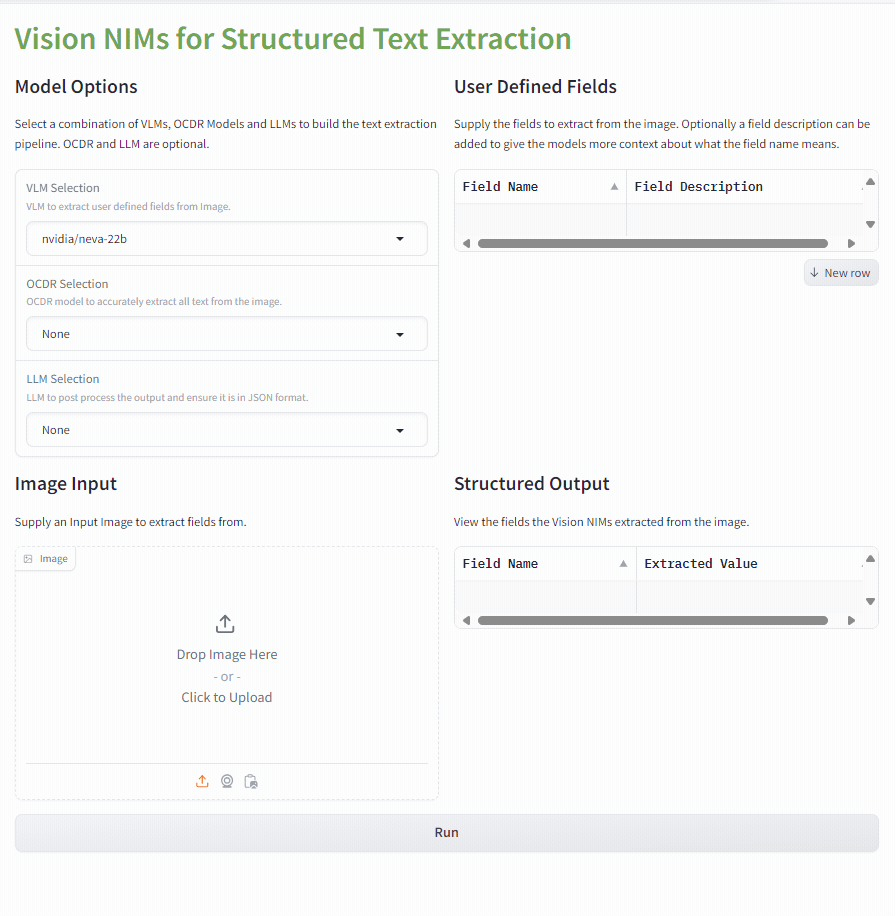 Vision NIMs for Structured Text Extraction
Model Options
Select a combination of VLMs, OCDR Models and LLMs to build the text extraction
pipeline. OCDR and LLM are optional.
VLM Selection
VLM to extract user defined fields from Image.
nvidia/neva-22b
OCDR Selection
OCDR model to accurately extract all text from the image.
None
LLM Selection
LLM to post process the output and ensure it is in JSON format.
None
User Defined Fields
Supply the fields to extract from the image. Optionally a field description can be
added to give the models more context about what the field name means.
Field Name
Field Description
New row
Image Input
Supply an Input Image to extract fields from.
Image
Drop Image Here
- or -
Click to Upload
Structured Output
View the fields the Vision NIMs extracted from the image.
Field Name
Extracted Value
Run